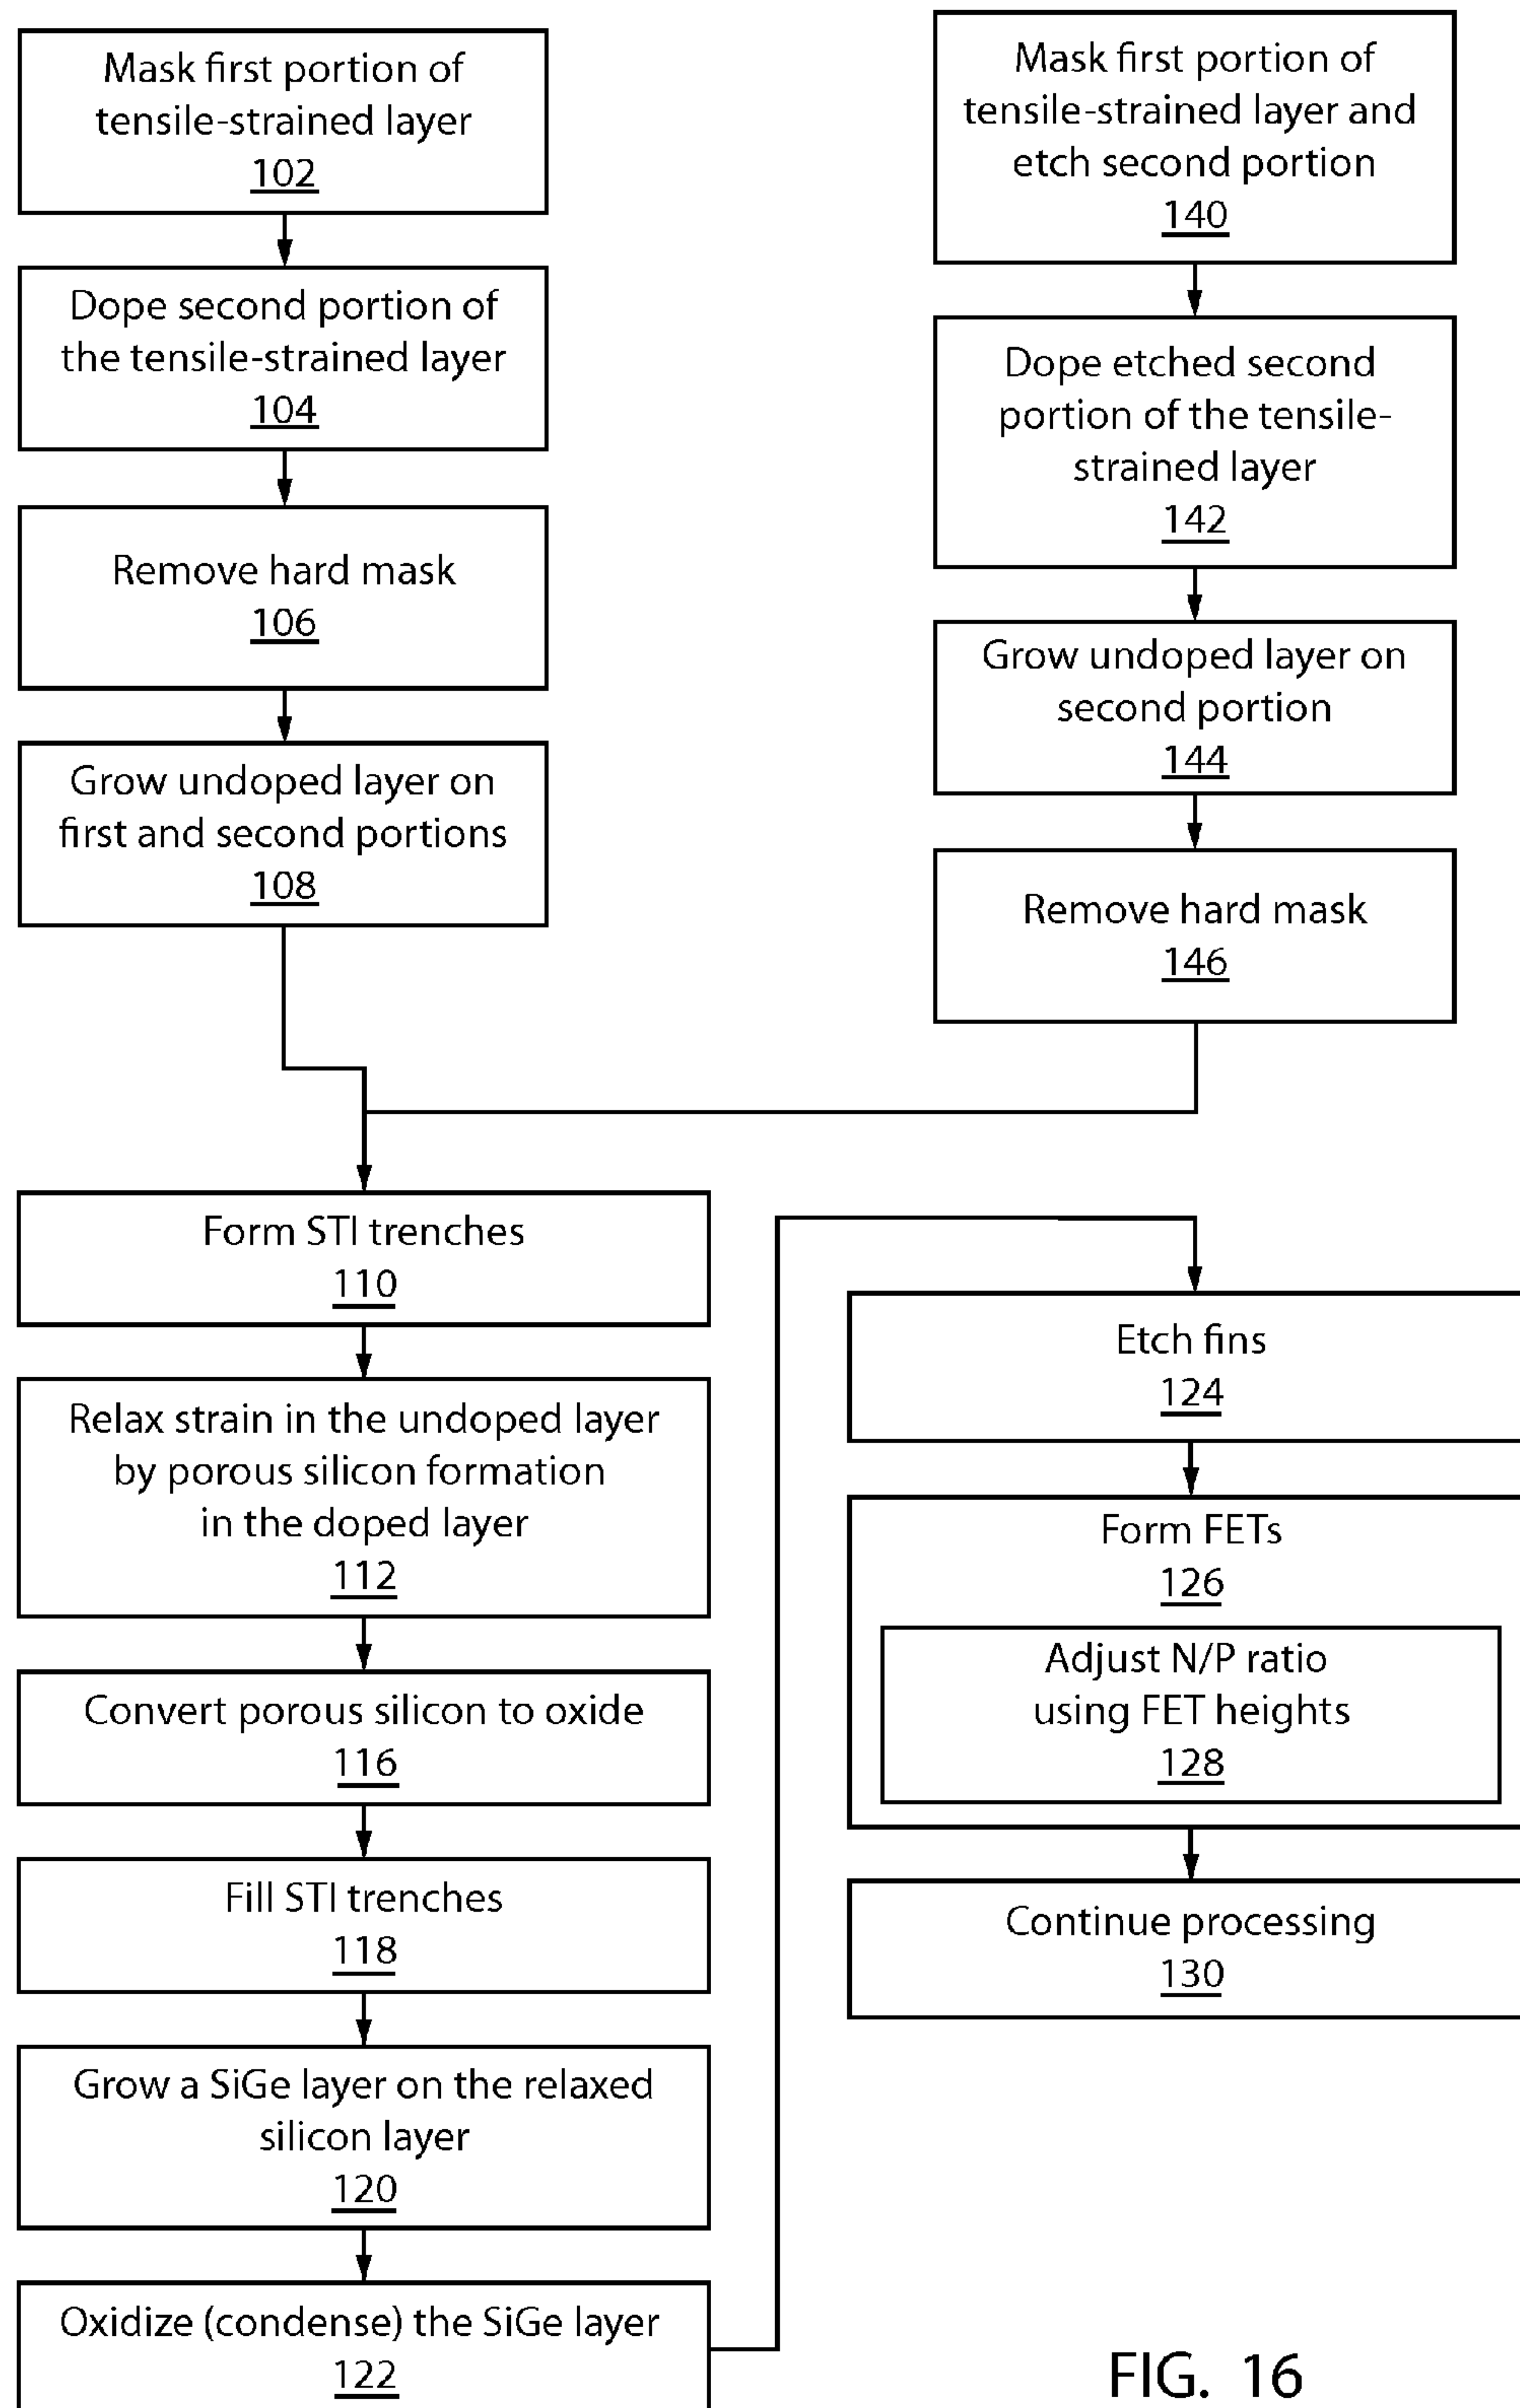 Mask first portion of
tensile-strained layer
102
Dope second portion of
the tensile-strained layer
104
Remove hard mask
106
Grow undoped layer on
first and second portions
108
Mask first portion of
tensile-strained layer and
etch second portion
140
Dope etched second
portion of the tensile-
strained layer
142
Grow undoped layer on
second portion
144
Remove hard mask
146
Form STI trenches
110
Relax strain in the undoped layer
by porous silicon formation
in the doped layer
112
Convert porous silicon to oxide
116
Fill STI trenches
118
Grow a SiGe layer on the relaxed
silicon layer
120
Oxidize (condense) the SiGe layer
122
Etch fins
124
Form FETs
126
Adjust N/P ratio
using FET heights
128
Continue processing
130
FIG. 16